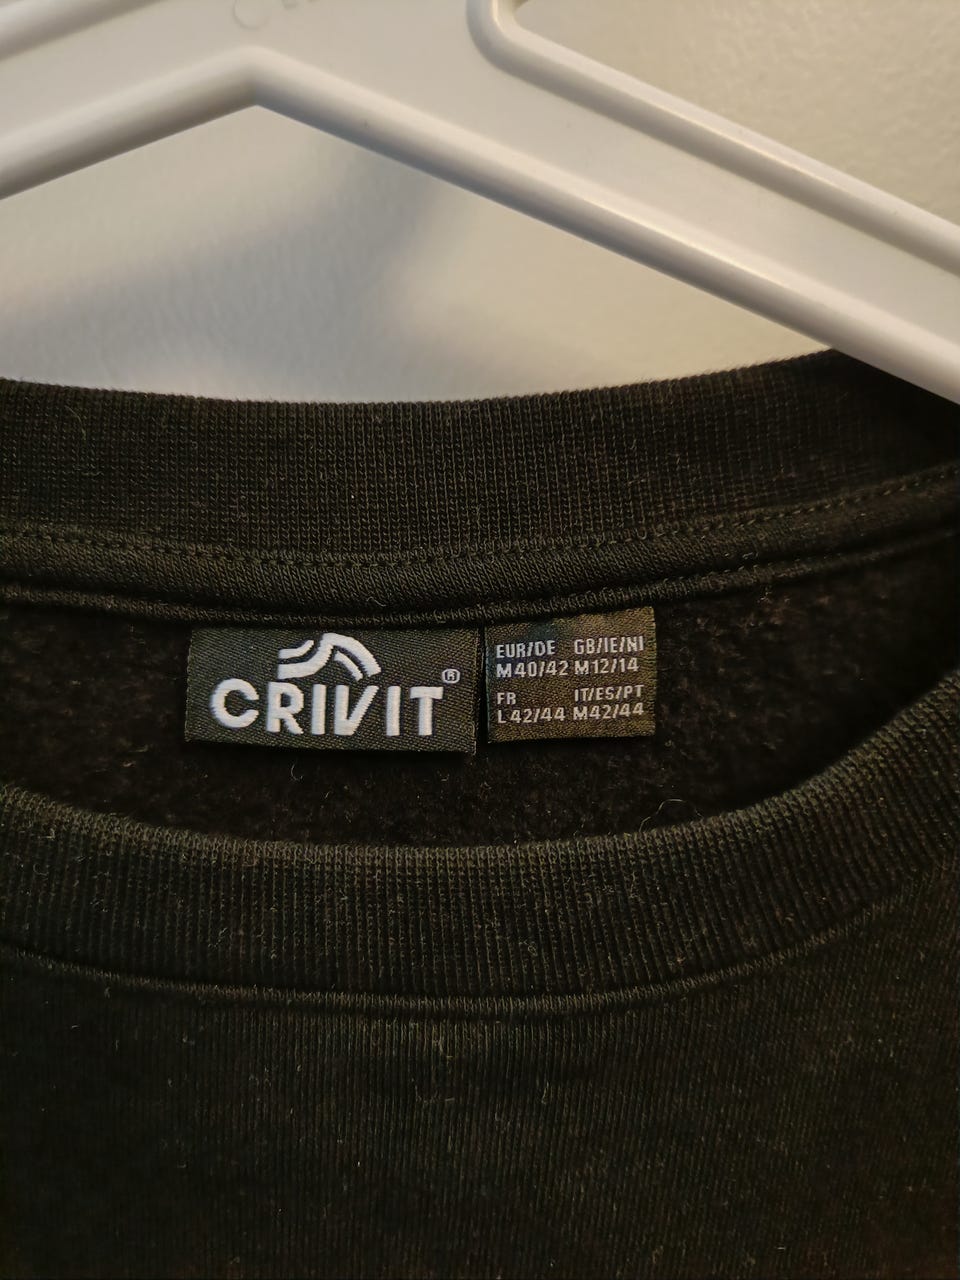 CRIVIT®
EUR/DE GB/IE/NI
M40/42 M12/14
FR IT/ES/PT
L42/44 M42/44